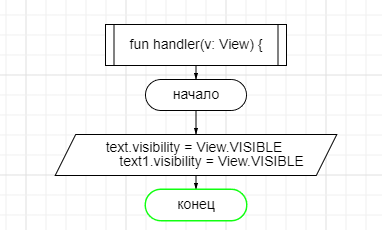 fun handler(v: View) {
начало
text.visibility = View.VISIBLE
text1.visibility = View.VISIBLE
конец